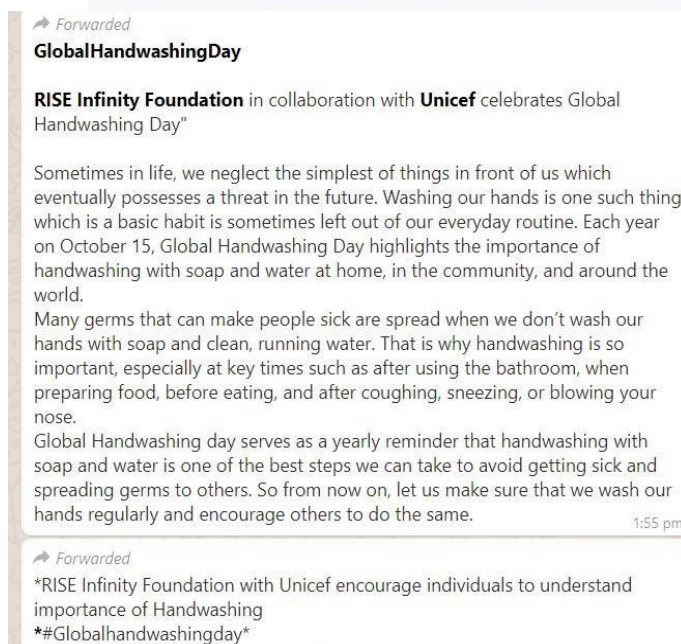 Forwarded
GlobalHandwashingDay
RISE Infinity Foundation in collaboration with Unicef celebrates Global
Handwashing Day"
Sometimes in life, we neglect the simplest of things in front of us which
eventually possesses a threat in the future. Washing our hands is one such thing
which is a basic habit is sometimes left out of our everyday routine. Each year
on October 15, Global Handwashing Day highlights the importance of
handwashing with soap and water at home, in the community, and around the
world.
Many germs that can make people sick are spread when we don’t wash our
hands with soap and clean, running water. That is why handwashing is so
important, especially at key times such as after using the bathroom, when
preparing food, before eating, and after coughing, sneezing, or blowing your
nose.
Global Handwashing day serves as a yearly reminder that handwashing with
soap and water is one of the best steps we can take to avoid getting sick and
spreading germs to others. So from now on, let us make sure that we wash our
hands regularly and encourage others to do the same.
1:55 pm
Forwarded
*RISE Infinity Foundation with Unicef encourage individuals to understand
importance of Handwashing
*#Globalhandwashingday*